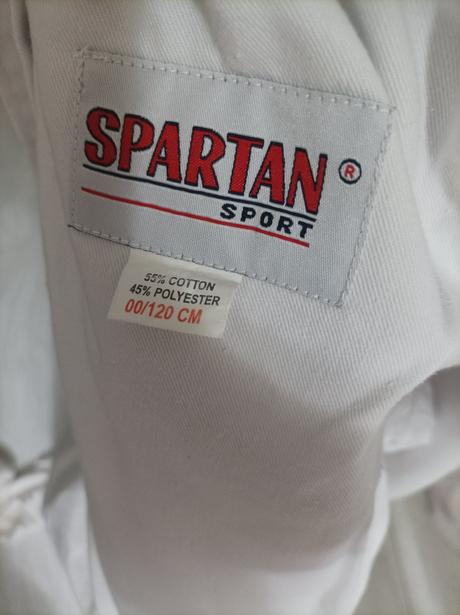 SPARTAN ®
SPORT
55% COTTON
45% POLYESTER
00/120 CM